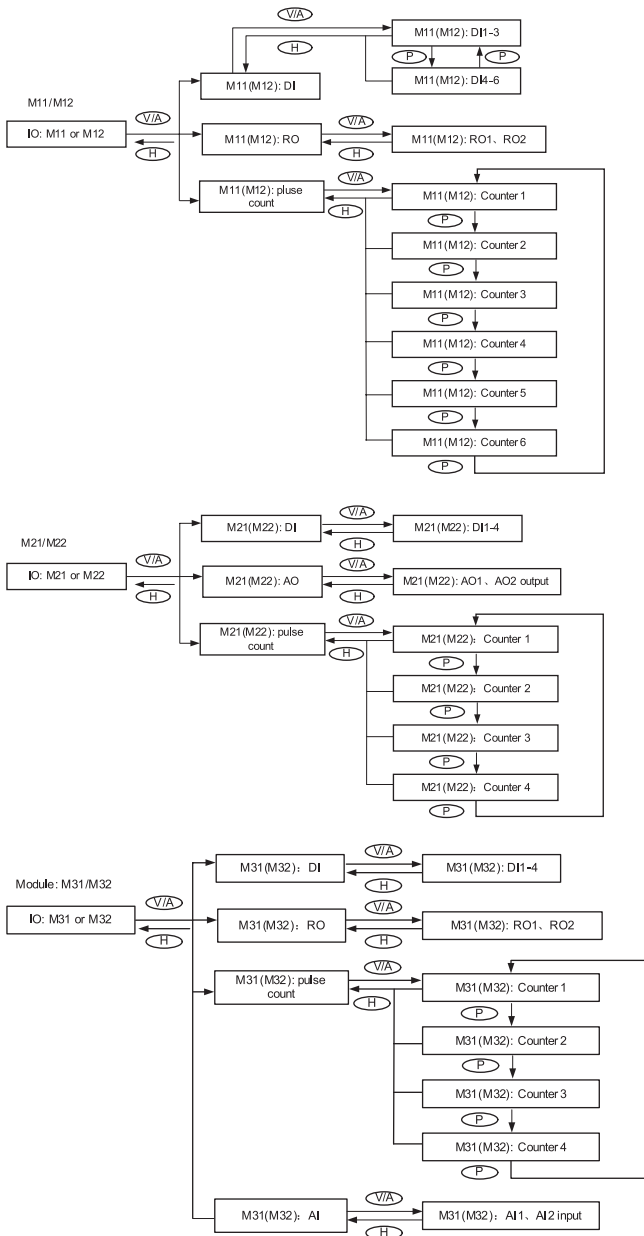 V/A
M11(M12): DI1-3
H
P
P
M11(M12): DI
M11(M12): DI4-6
M11/M12
V/A
V/A
IO: M11 or M12
M11(M12): RO
M11(M12): RO1、RO2
H
H
V/A
M11(M12): pluse
count
M11(M12): Counter 1
H
P
M11(M12): Counter 2
P
M11(M12): Counter 3
P
M11(M12): Counter 4
P
M11(M12): Counter 5
P
M11(M12): Counter 6
P
V/A
M21(M22): DI
M21(M22): DI1-4
M21/M22
H
V/A
V/A
IO: M21 or M22
M21(M22): AO
M21(M22): AO1、AO2 output
H
H
V/A
M21(M22): pulse
count
M21(M22)：Counter 1
H
P
M21(M22)：Counter 2
P
M21(M22)：Counter 3
P
M21(M22)：Counter 4
P
V/A
M31(M32)：DI
M31(M32): DI1-4
Module: M31/M32
H
V/A
V/A
IO: M31 or M32
M31(M32)：RO
M31(M32): RO1、RO2
H
H
V/A
M31(M32): pulse
count
M31(M32): Counter 1
H
P
M31(M32): Counter 2
P
M31(M32): Counter 3
P
M31(M32): Counter 4
P
V/A
M31(M32)：AI
M31(M32)：AI1、AI2 input
H